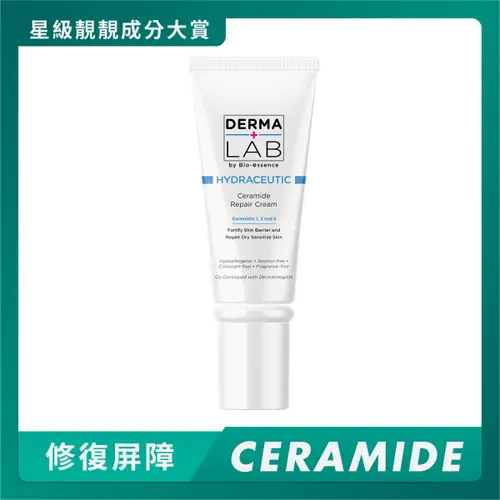 星級靚靚成分大賞
DERMA
LAB
by Bio-essence
HYDRACEUTIC
Ceramide
Repair Cream
Ceramides 1, 3 and 6
Fortify Skin Barrier and
Repair Dry Sensitive Skin
Hypoallergenic • Alcohol-free •
Colourant-free • Fragrance-free
Co-Developed with Dermatologists
修復屏障
CERAMIDE